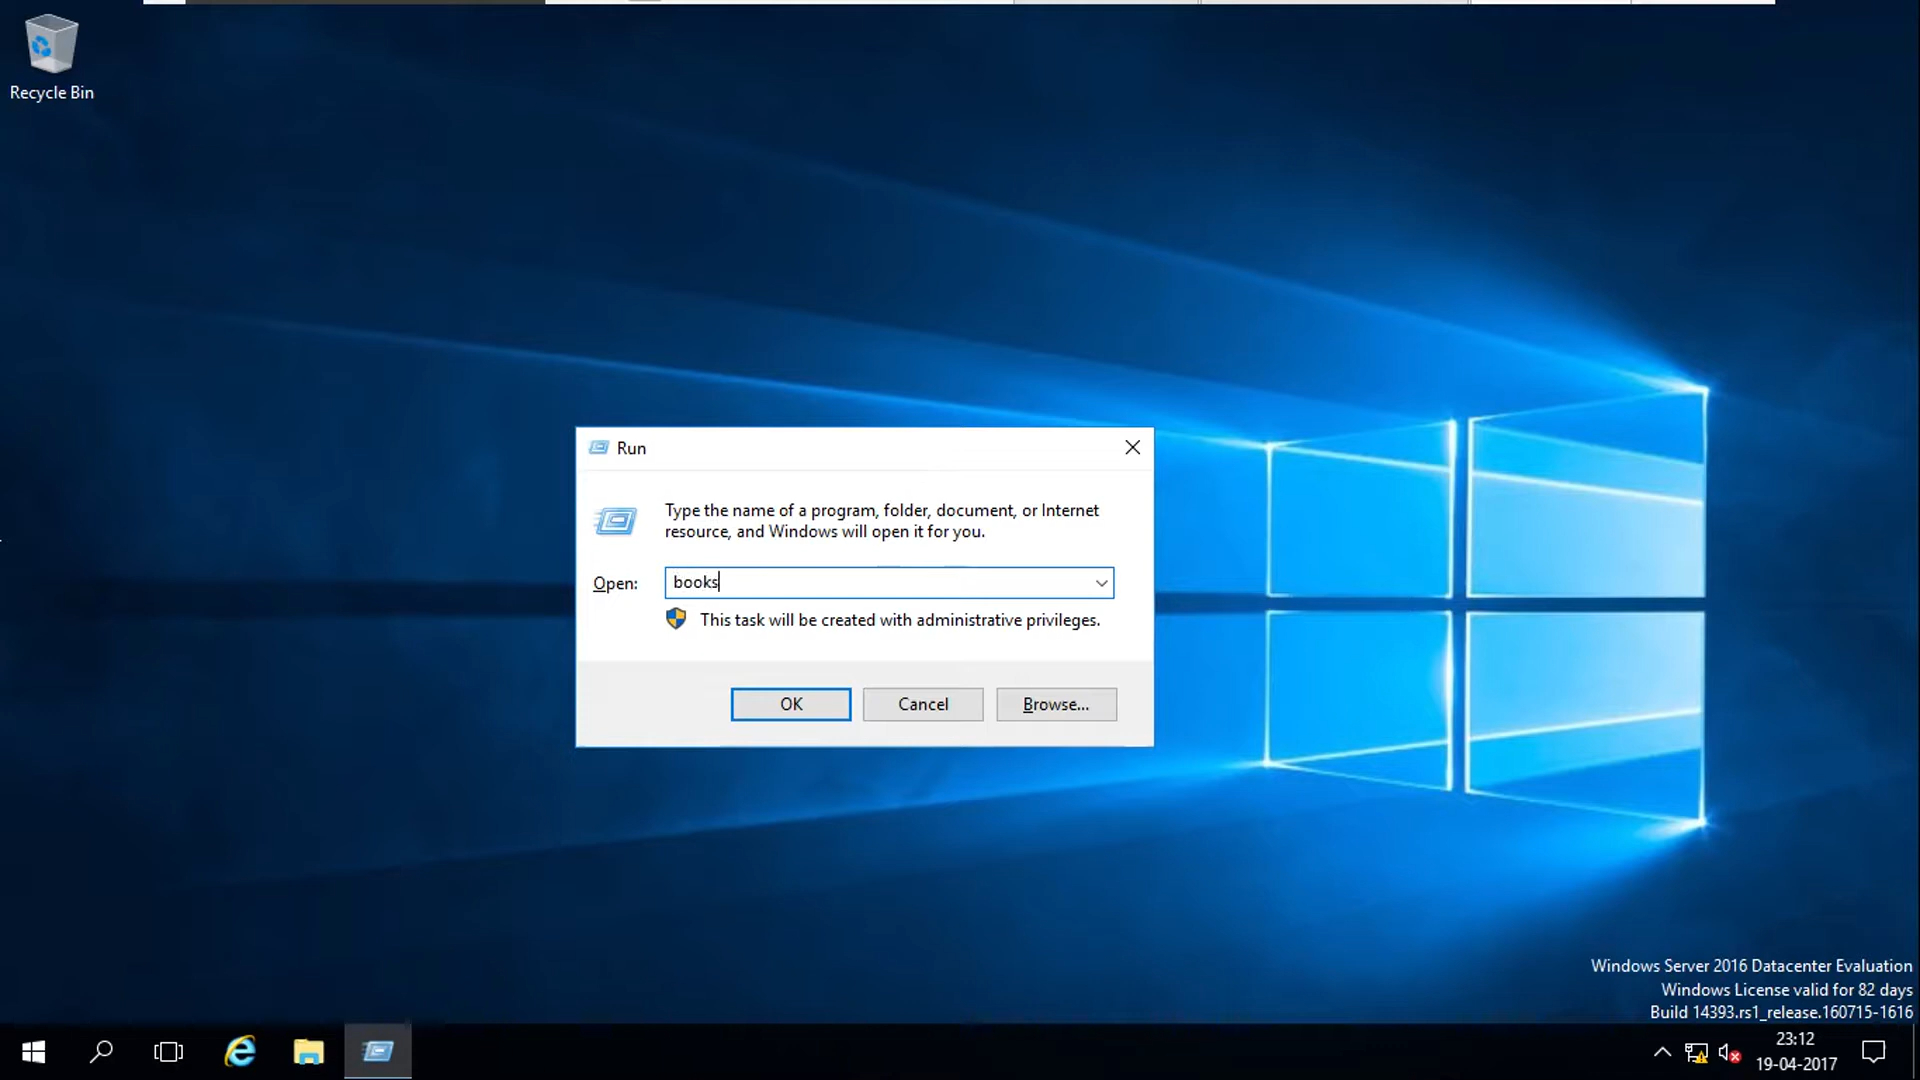 Recycle Bin
Run
Type the name of a program, folder, document, or Internet
resource, and Windows will open it for you.
Open:
books
This task will be created with administrative privileges.
OK
Cancel
Browse...
Windows Server 2016 Datacenter Evaluation
Windows License valid for 82 days
Build 14393.rs1_release.160715-1616
23:12
19-04-2017